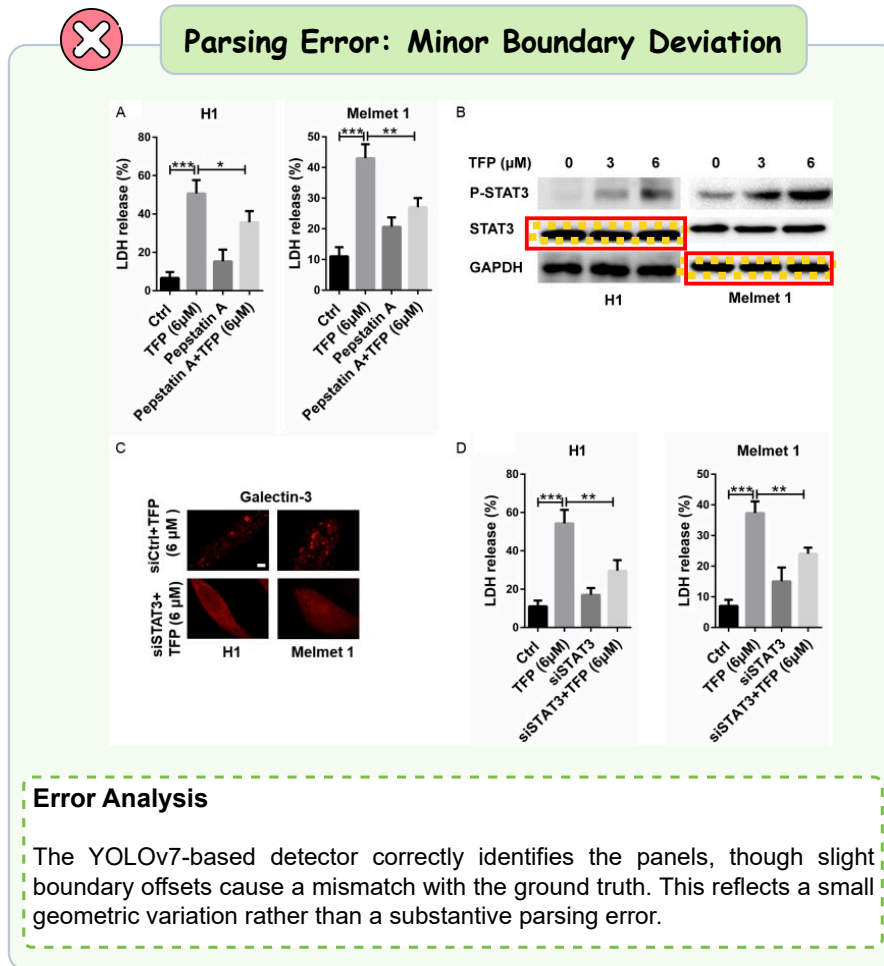 Parsing Error: Minor Boundary Deviation
A
H1
LDH release (%)
80
60
40
20
0
***
*
Ctrl
TFP (6μM)
Pepstatin A
Pepstatin A+TFP (6μM)
Melmet 1
LDH release (%)
50
40
30
20
10
0
***
**
Ctrl
TFP (6μM)
Pepstatin A
Pepstatin A+TFP (6μM)
B
TFP (μM) 0 3 6 0 3 6
P-STAT3
STAT3
GAPDH
H1 Melmet 1
C
Galectin-3
siCtrl+TFP
(6 μM)
siSTAT3+
TFP (6 μM)
H1 Melmet 1
D
H1
LDH release (%)
80
60
40
20
0
***
**
Ctrl
TFP (6μM)
siSTAT3
siSTAT3+TFP (6μM)
Melmet 1
LDH release (%)
50
40
30
20
10
0
***
**
Ctrl
TFP (6μM)
siSTAT3
siSTAT3+TFP (6μM)
Error Analysis
The YOLOv7-based detector correctly identifies the panels, though slight
boundary offsets cause a mismatch with the ground truth. This reflects a small
geometric variation rather than a substantive parsing error.